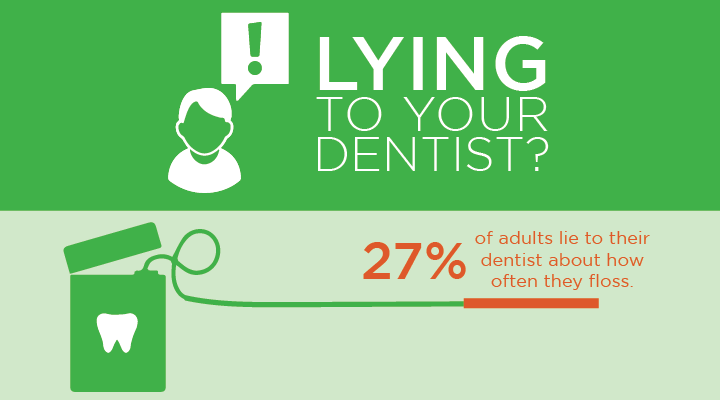 !
LYING
TO YOUR
DENTIST?
27%
of adults lie to their
dentist about how
often they floss.